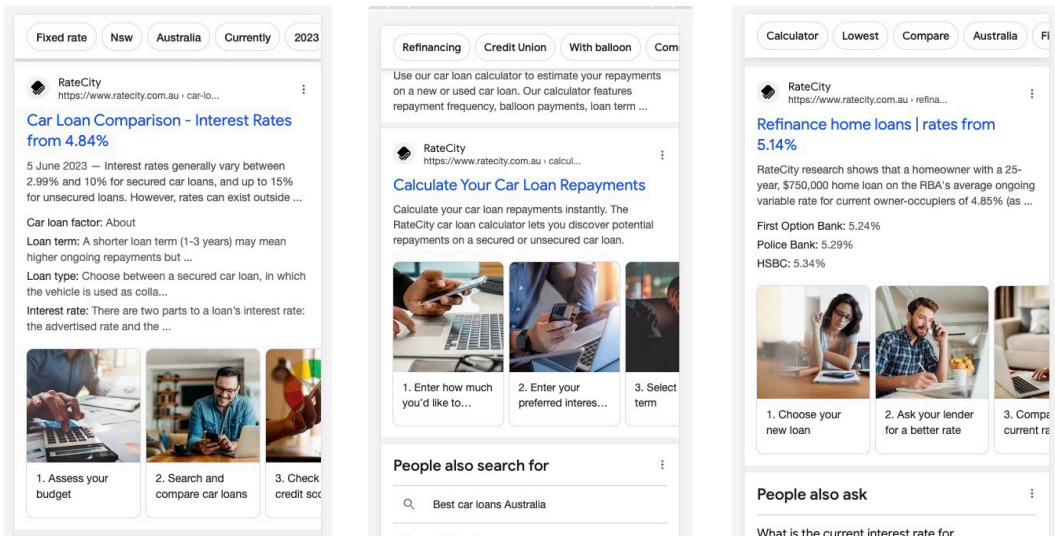 Fixed rate
Nsw
Australia
Currently
2023
RateCity
https://www.ratecity.com.au › car-lo...
Car Loan Comparison - Interest Rates
from 4.84%
5 June 2023 — Interest rates generally vary between
2.99% and 10% for secured car loans, and up to 15%
for unsecured loans. However, rates can exist outside ...
Car loan factor: About
Loan term: A shorter loan term (1-3 years) may mean
higher ongoing repayments but ...
Loan type: Choose between a secured car loan, in which
the vehicle is used as colla...
Interest rate: There are two parts to a loan's interest rate:
the advertised rate and the ...
1. Assess your
budget
2. Search and
compare car loans
3. Check
credit sco
Refinancing
Credit Union
With balloon
Com
Use our car loan calculator to estimate your repayments
on a new or used car loan. Our calculator features
repayment frequency, balloon payments, loan term ...
RateCity
https://www.ratecity.com.au › calcul...
Calculate Your Car Loan Repayments
Calculate your car loan repayments instantly. The
RateCity car loan calculator lets you discover potential
repayments on a secured or unsecured car loan.
1. Enter how much
you'd like to...
2. Enter your
preferred interes...
3. Select
term
People also search for
Best car loans Australia
Calculator
Lowest
Compare
Australia
Fi
RateCity
https://www.ratecity.com.au › refina...
Refinance home loans | rates from
5.14%
RateCity research shows that a homeowner with a 25-
year, $750,000 home loan on the RBA's average ongoing
variable rate for current owner-occupiers of 4.85% (as ...
First Option Bank: 5.24%
Police Bank: 5.29%
HSBC: 5.34%
1. Choose your
new loan
2. Ask your lender
for a better rate
3. Compa
current ra
People also ask
What is the current interest rate for